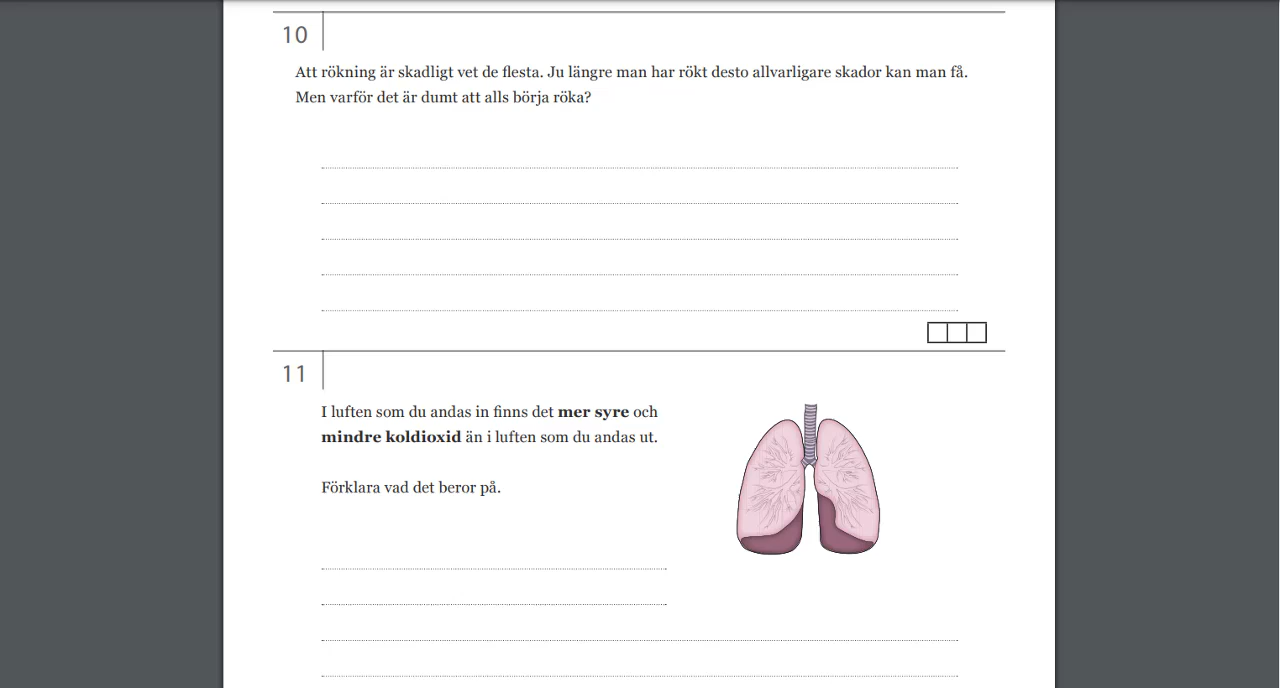 10
Att rökning är skadligt vet de flesta. Ju längre man har rökt desto allvarligare skador kan man få.
Men varför det är dumt att alls börja röka?
11
I luften som du andas in finns det mer syre och
mindre koldioxid än i luften som du andas ut.
Förklara vad det beror på.